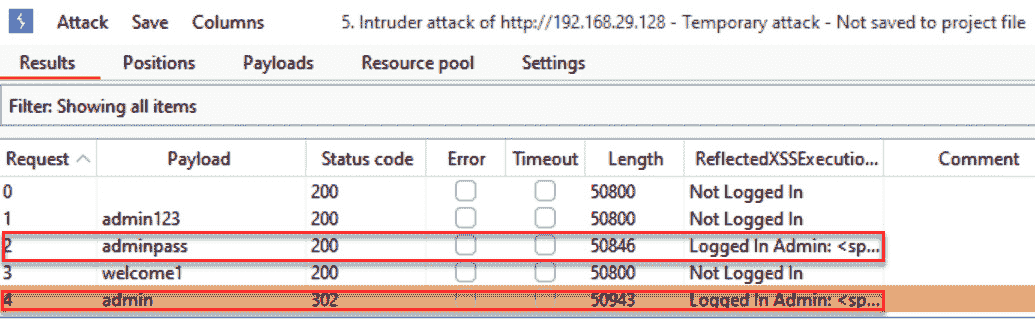 Attack Save Columns 5. Intruder attack of http://192.168.29.128 - Temporary attack - Not saved to project file
Results Positions Payloads Resource pool Settings
Filter: Showing all items
Request Payload Status code Error Timeout Length ReflectedXSSExecutio... Comment
0 200 50800 Not Logged In
1 admin123 200 50800 Not Logged In
2 adminpass 200 50846 Logged In Admin: <sp...
3 welcome1 200 50800 Not Logged In
4 admin 302 50943 Logged In Admin: <sp...